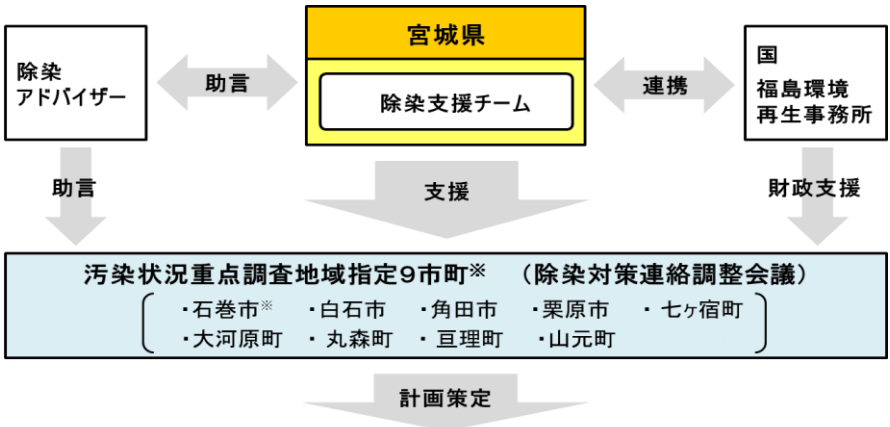 宮城県
除染
アドバイザー
助言
除染支援チーム
連携
国
福島環境
再生事務所
助言
支援
財政支援
汚染状況重点調査地域指定9市町※ (除染対策連絡調整会議)
・石巻市※ ・白石市 ・角田市 ・栗原市 ・七ヶ宿町
・大河原町 ・丸森町 ・亘理町 ・山元町
計画策定